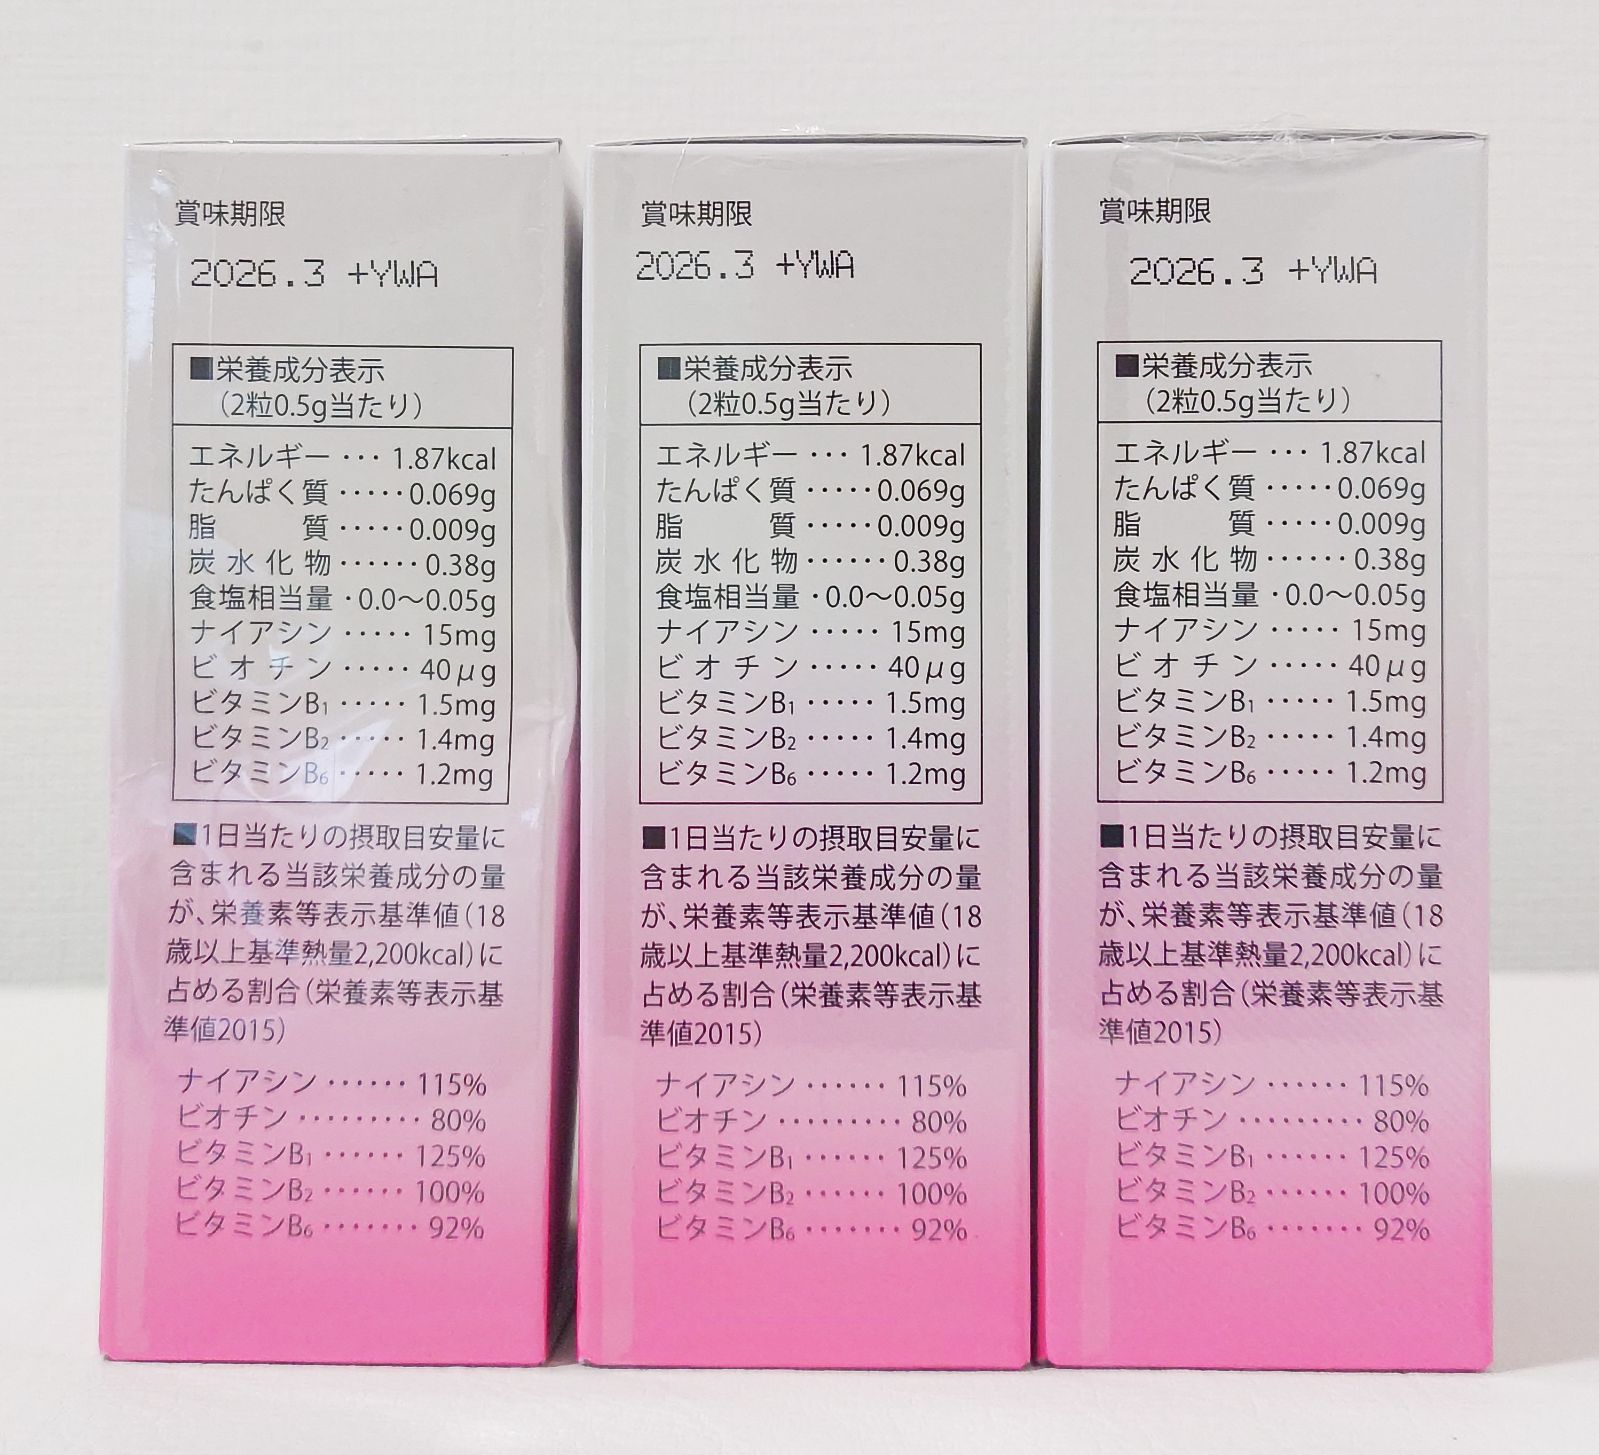 賞味期限
2026.3 +YWA
■栄養成分表示
（2粒0.5g当たり）
エネルギー ・・・ 1.87kcal
たんぱく質 ・・・・・ 0.069g
脂質 ・・・・・ 0.009g
炭水化物 ・・・・・・ 0.38g
食塩相当量 ・0.0〜0.05g
ナイアシン ・・・・・ 15mg
ビオチン ・・・・・ 40μg
ビタミンB₁ ・・・・・ 1.5mg
ビタミンB₂ ・・・・・ 1.4mg
ビタミンB₆ ・・・・・ 1.2mg
■1日当たりの摂取目安量に
含まれる当該栄養成分の量
が、栄養素等表示基準値（18
歳以上基準熱量2,200kcal）に
占める割合（栄養素等表示基
準値2015）
ナイアシン ・・・・・・ 115%
ビオチン ・・・・・・・・・ 80%
ビタミンB₁ ・・・・・・ 125%
ビタミンB₂ ・・・・・・ 100%
ビタミンB₆ ・・・・・・・ 92%
賞味期限
2026.3 +YWA
■栄養成分表示
（2粒0.5g当たり）
エネルギー ・・・ 1.87kcal
たんぱく質 ・・・・・ 0.069g
脂質 ・・・・・ 0.009g
炭水化物 ・・・・・・ 0.38g
食塩相当量 ・0.0〜0.05g
ナイアシン ・・・・・ 15mg
ビオチン ・・・・・ 40μg
ビタミンB₁ ・・・・・ 1.5mg
ビタミンB₂ ・・・・・ 1.4mg
ビタミンB₆ ・・・・・ 1.2mg
■1日当たりの摂取目安量に
含まれる当該栄養成分の量
が、栄養素等表示基準値（18
歳以上基準熱量2,200kcal）に
占める割合（栄養素等表示基
準値2015）
ナイアシン ・・・・・・ 115%
ビオチン ・・・・・・・・・ 80%
ビタミンB₁ ・・・・・・ 125%
ビタミンB₂ ・・・・・・ 100%
ビタミンB₆ ・・・・・・・ 92%
賞味期限
2026.3 +YWA
■栄養成分表示
（2粒0.5g当たり）
エネルギー ・・・ 1.87kcal
たんぱく質 ・・・・・ 0.069g
脂質 ・・・・・ 0.009g
炭水化物 ・・・・・・ 0.38g
食塩相当量 ・0.0〜0.05g
ナイアシン ・・・・・ 15mg
ビオチン ・・・・・ 40μg
ビタミンB₁ ・・・・・ 1.5mg
ビタミンB₂ ・・・・・ 1.4mg
ビタミンB₆ ・・・・・ 1.2mg
■1日当たりの摂取目安量に
含まれる当該栄養成分の量
が、栄養素等表示基準値（18
歳以上基準熱量2,200kcal）に
占める割合（栄養素等表示基
準値2015）
ナイアシン ・・・・・・ 115%
ビオチン ・・・・・・・・・ 80%
ビタミンB₁ ・・・・・・ 125%
ビタミンB₂ ・・・・・・ 100%
ビタミンB₆ ・・・・・・・ 92%